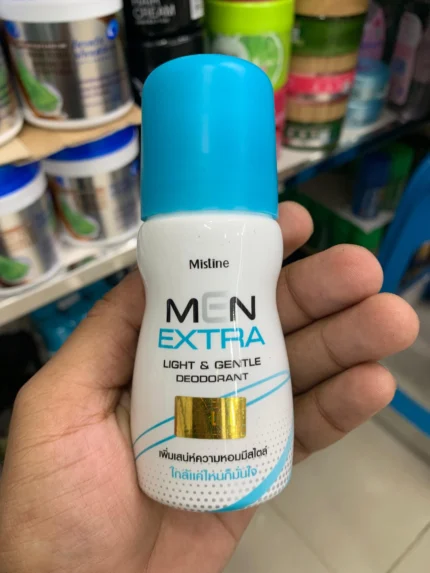 HAIR
CREAM
Mistine
MEN
EXTRA
LIGHT & GENTLE
DEODORANT
เพิ่มเสน่ห์ความหอมมีสไตล์
ใกล้แค่ไหนก็มั่นใจ